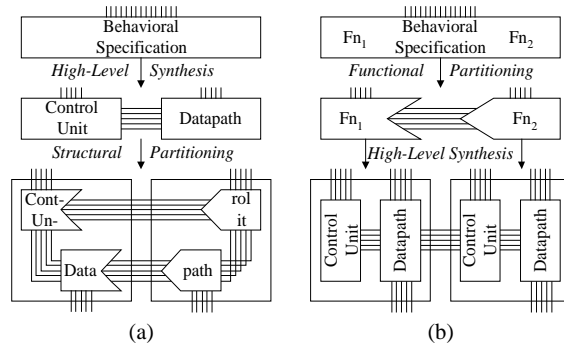 Behavioral
Specification
High-Level Synthesis
Control
Unit
Datapath
Structural Partitioning
Cont-
Un-
rol
it
Data
path
(a)
Behavioral
Specification
Fn1
Fn2
Functional Partitioning
Fn1
Fn2
High-Level Synthesis
Control
Unit
Datapath
Control
Unit
Datapath
(b)